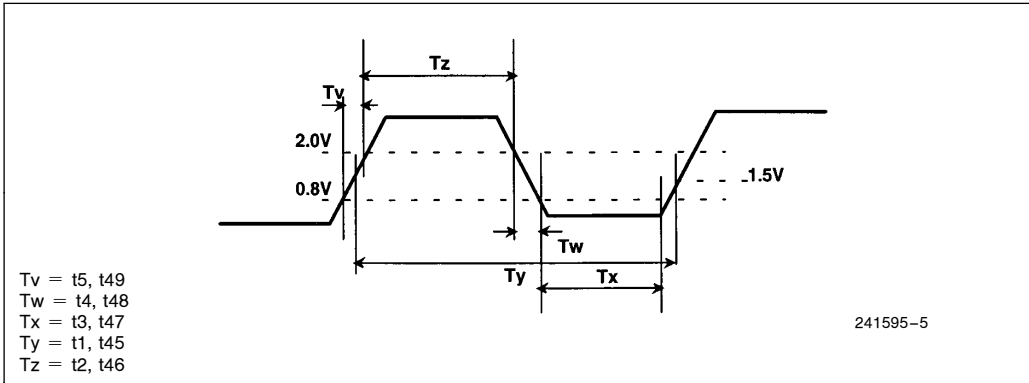 Tz
Tv
2.0V
1.5V
0.8V
Tw
Ty
Tx
Tv = t5, t49
Tw = t4, t48
Tx = t3, t47
Ty = t1, t45
Tz = t2, t46
241595–5